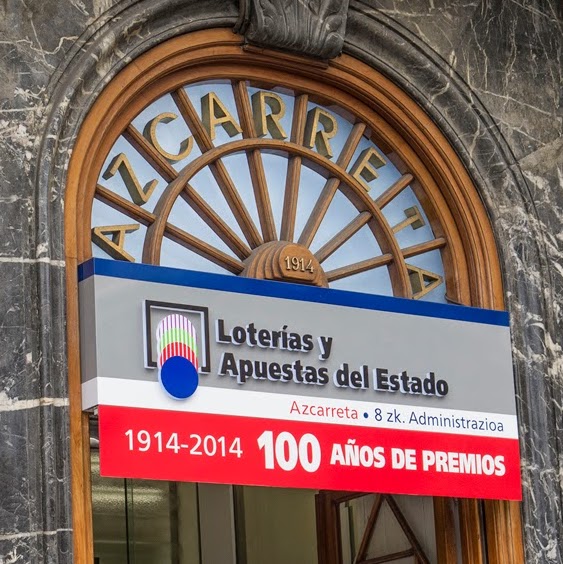 AZCARRETA
1914
Loterías y
Apuestas del Estado
Azcarreta • 8 zk. Administrazioa
1914-2014 100 AÑOS DE PREMIOS